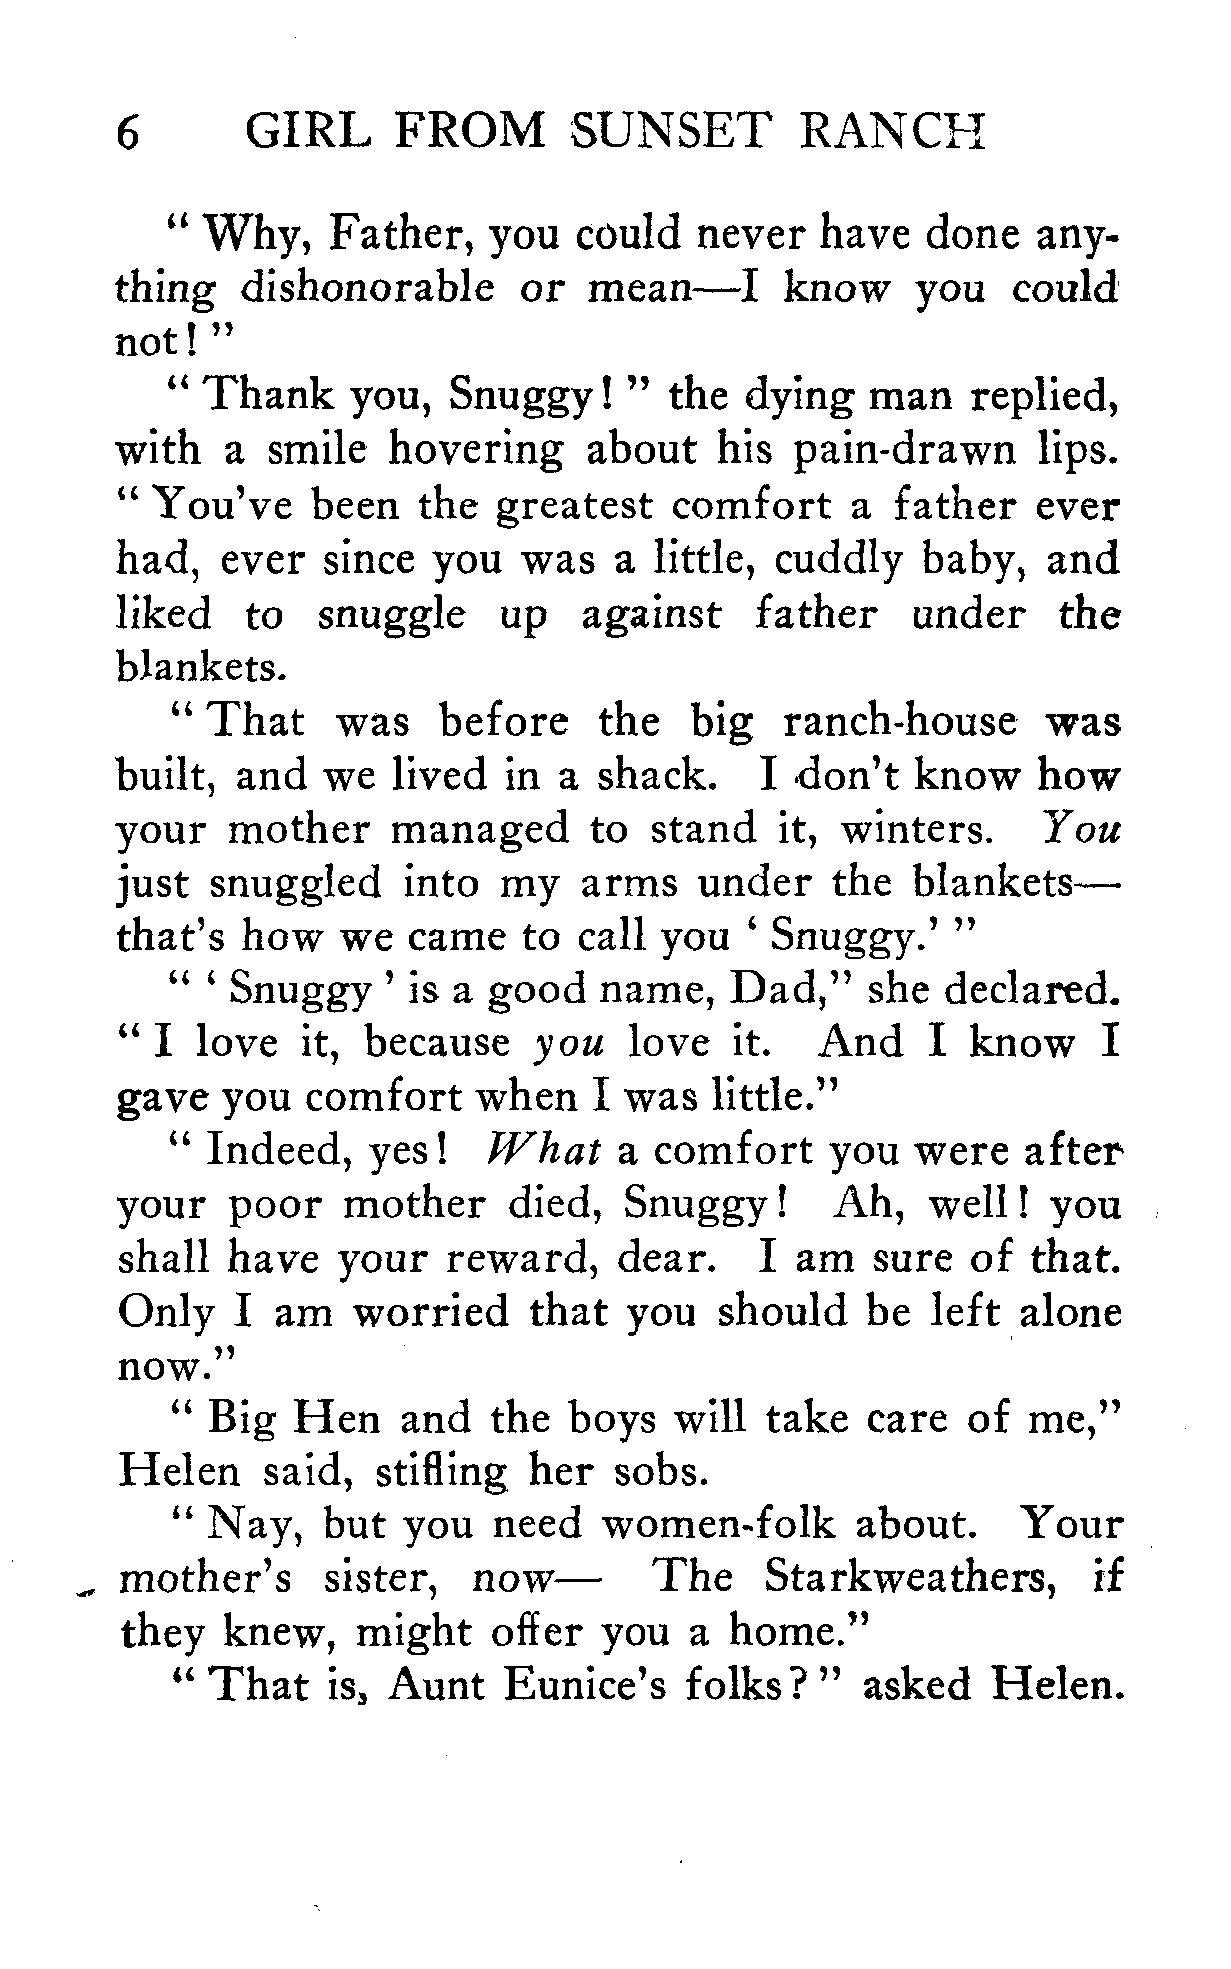 6 GIRL FROM SUNSET RANCH
“ Why, Father, you could never have done any-
thing dishonorable or mean—I know you could
not! ”
“ Thank you, Snuggy! ” the dying man replied,
with a smile hovering about his pain-drawn lips.
“ You’ve been the greatest comfort a father ever
had, ever since you was a little, cuddly baby, and
liked to snuggle up against father under the
blankets.
“ That was before the big ranch-house was
built, and we lived in a shack. I don’t know how
your mother managed to stand it, winters. You
just snuggled into my arms under the blankets—
that’s how we came to call you ‘ Snuggy.’ ”
“ ‘ Snuggy ’ is a good name, Dad,” she declared.
“ I love it, because you love it. And I know I
gave you comfort when I was little.”
“ Indeed, yes! What a comfort you were after
your poor mother died, Snuggy! Ah, well! you
shall have your reward, dear. I am sure of that.
Only I am worried that you should be left alone
now.”
“ Big Hen and the boys will take care of me,”
Helen said, stifling her sobs.
“ Nay, but you need women-folk about. Your
mother’s sister, now— The Starkweathers, if
they knew, might offer you a home.”
“ That is, Aunt Eunice’s folks? ” asked Helen.